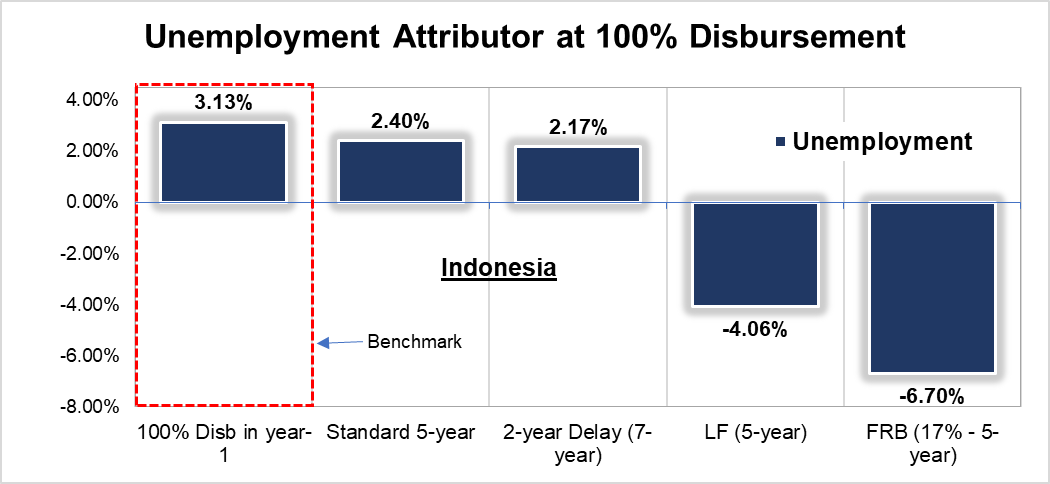 Unemployment Attributor at 100% Disbursement
4.00%
2.00%
0.00%
-2.00%
-4.00%
-6.00%
-8.00%
3.13%
2.40%
2.17%
-4.06%
-6.70%
Unemployment
Indonesia
Benchmark
100% Disb in year-
1
Standard 5-year
2-year Delay (7-
year)
LF (5-year)
FRB (17% - 5-
year)